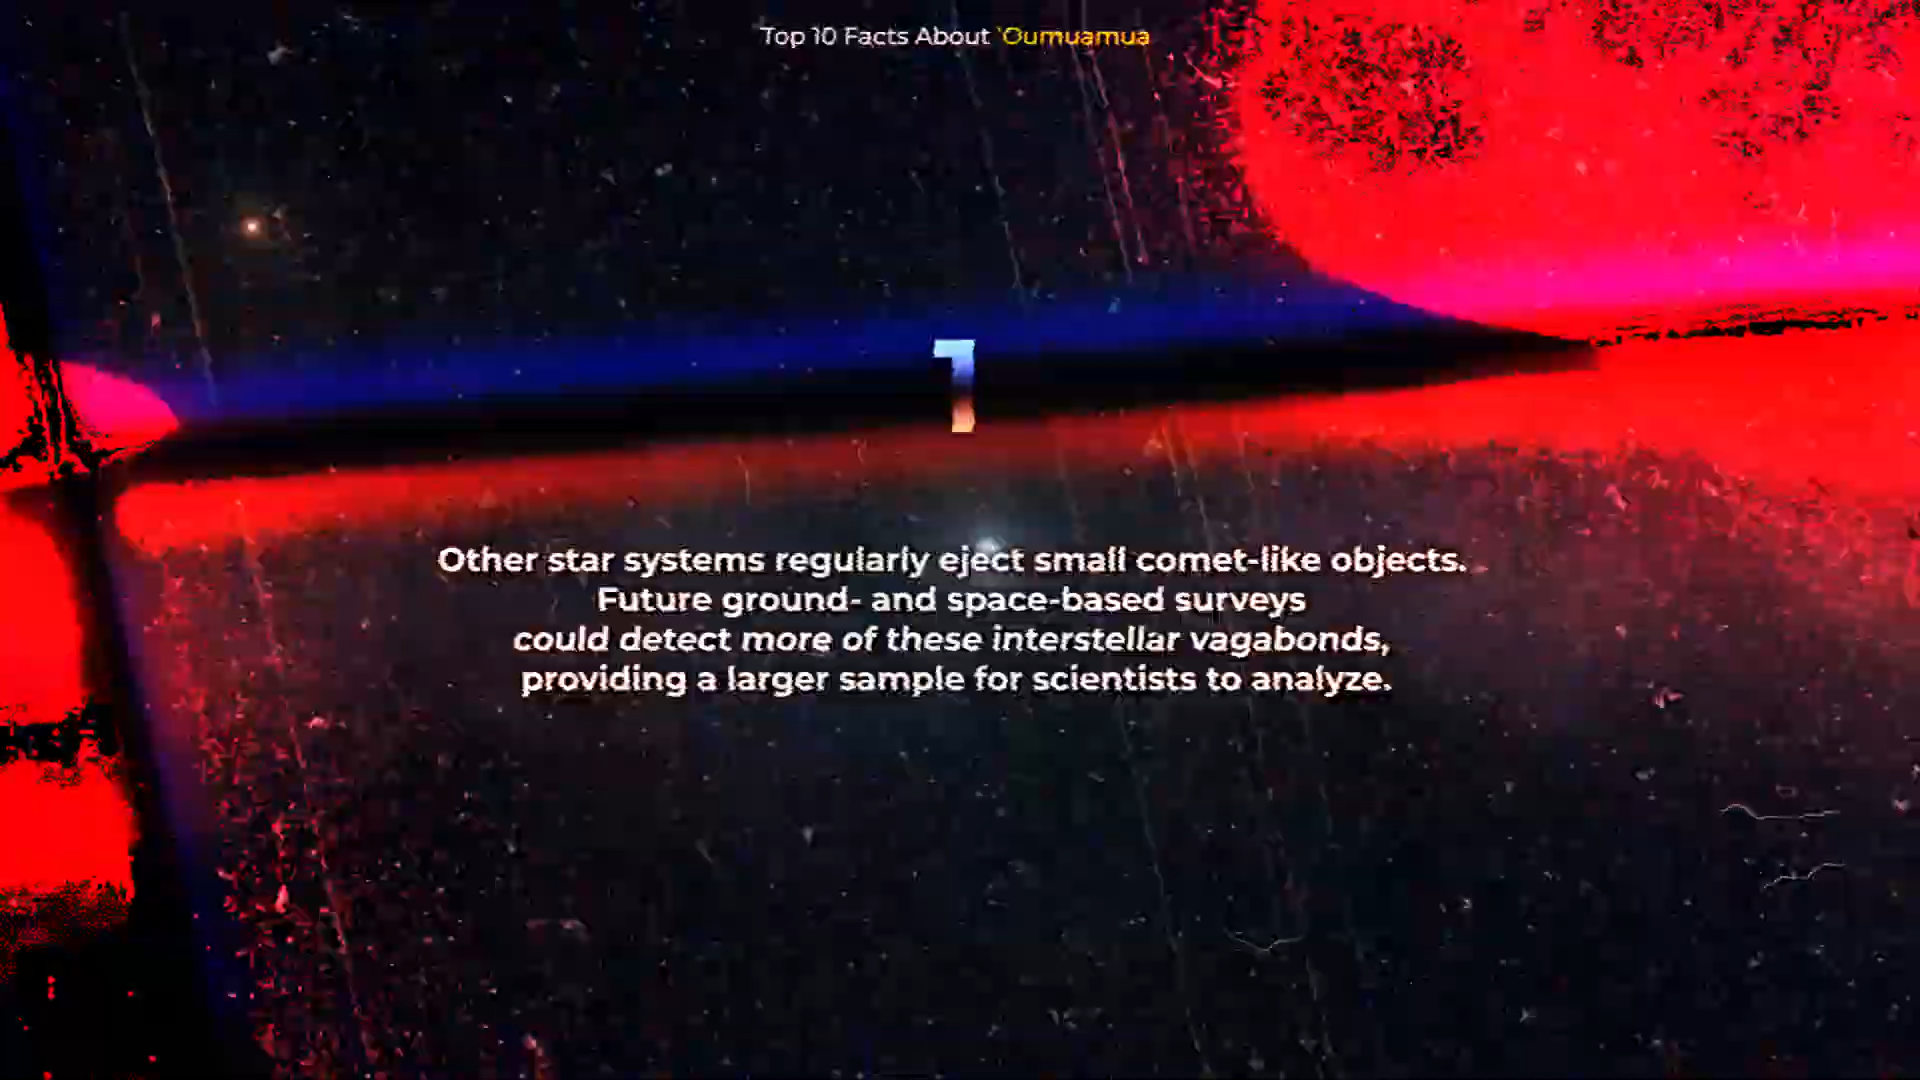 Top 10 Facts About `Oumuamua
1
Other star systems regularly eject small comet-like objects.
Future ground- and space-based surveys
could detect more of these interstellar vagabonds,
providing a larger sample for scientists to analyze.